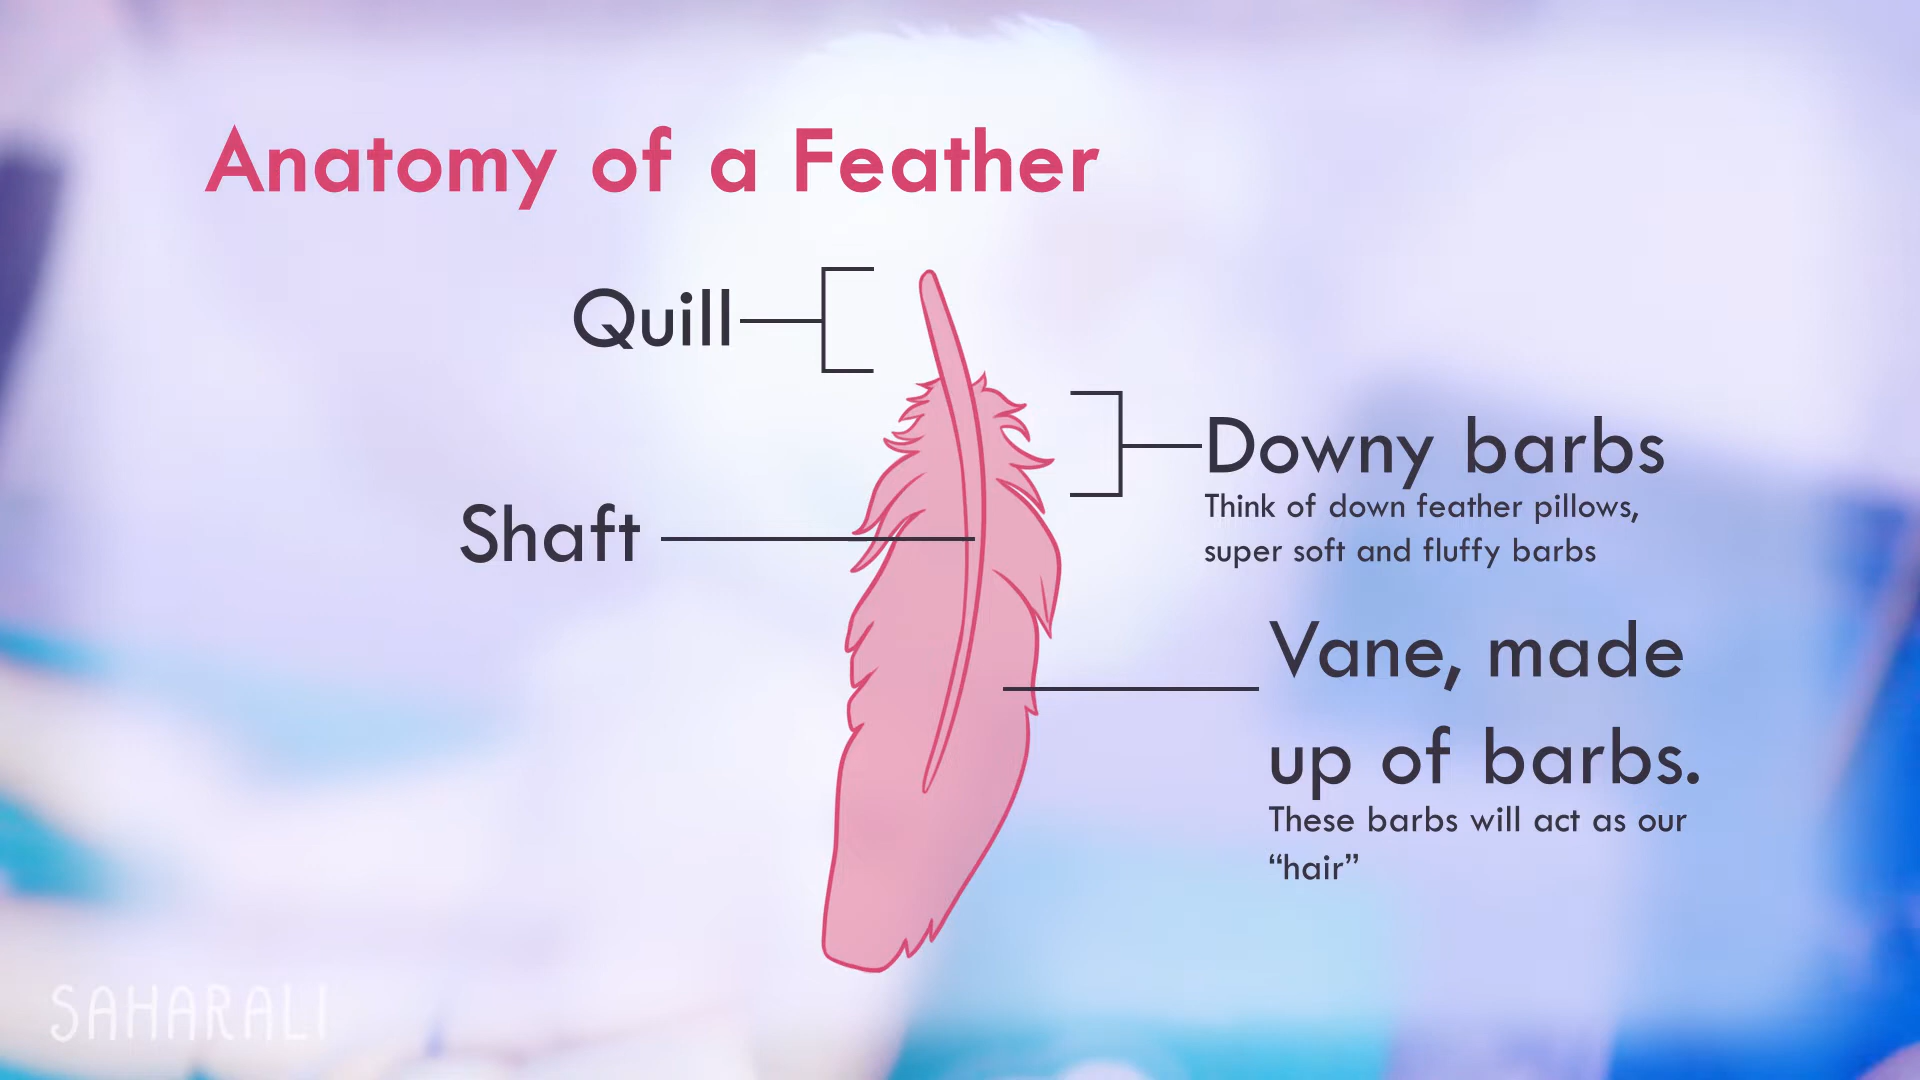 Anatomy of a Feather
Quill
Downy barbs
Think of down feather pillows,
super soft and fluffy barbs
Shaft
Vane, made
up of barbs.
These barbs will act as our
“hair”
SAHARALI